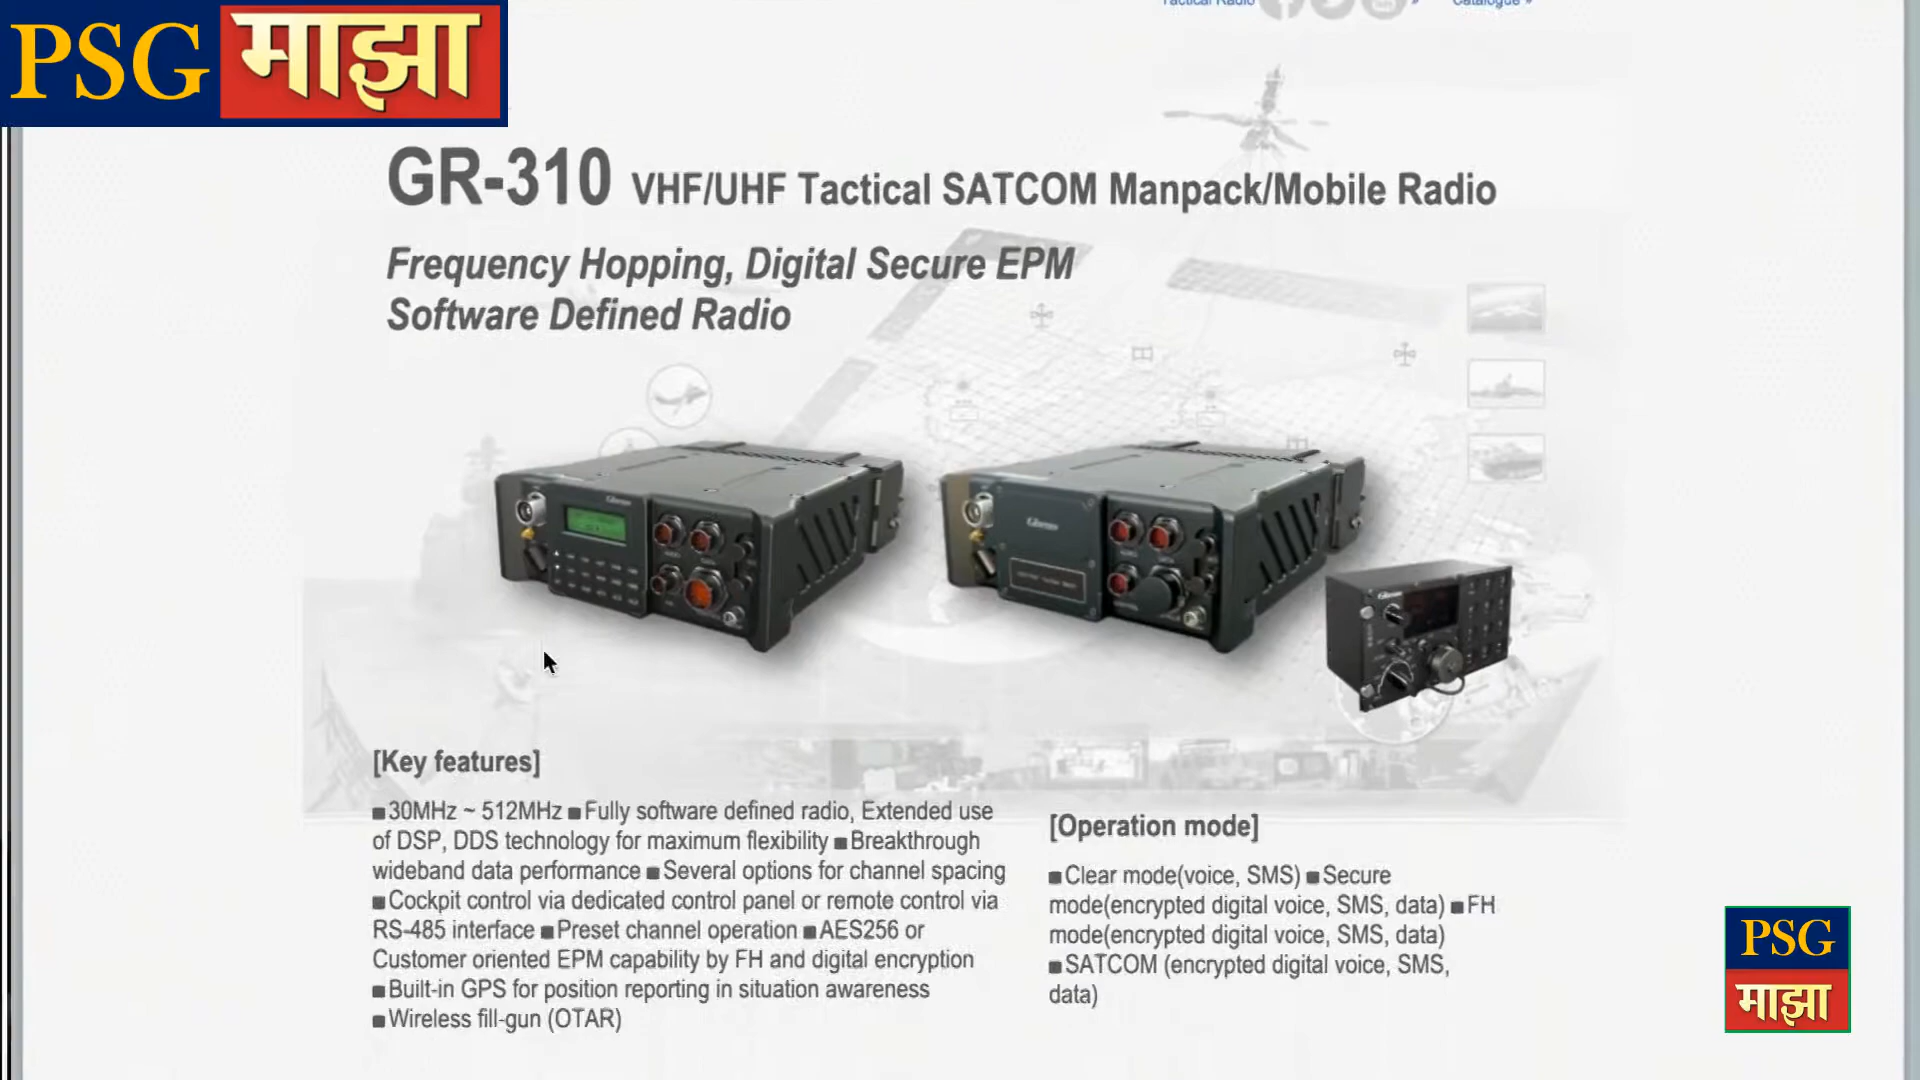 Tactical Radio
Catalogue »
PSG माझा
GR-310 VHF/UHF Tactical SATCOM Manpack/Mobile Radio
Frequency Hopping, Digital Secure EPM
Software Defined Radio
[Key features]
■30MHz ~ 512MHz ■Fully software defined radio, Extended use
of DSP, DDS technology for maximum flexibility ■Breakthrough
wideband data performance ■Several options for channel spacing
■Cockpit control via dedicated control panel or remote control via
RS-485 interface ■Preset channel operation ■AES256 or
Customer oriented EPM capability by FH and digital encryption
■Built-in GPS for position reporting in situation awareness
■Wireless fill-gun (OTAR)
[Operation mode]
■Clear mode(voice, SMS) ■Secure
mode(encrypted digital voice, SMS, data) ■FH
mode(encrypted digital voice, SMS, data)
■SATCOM (encrypted digital voice, SMS,
data)
PSG
माझा